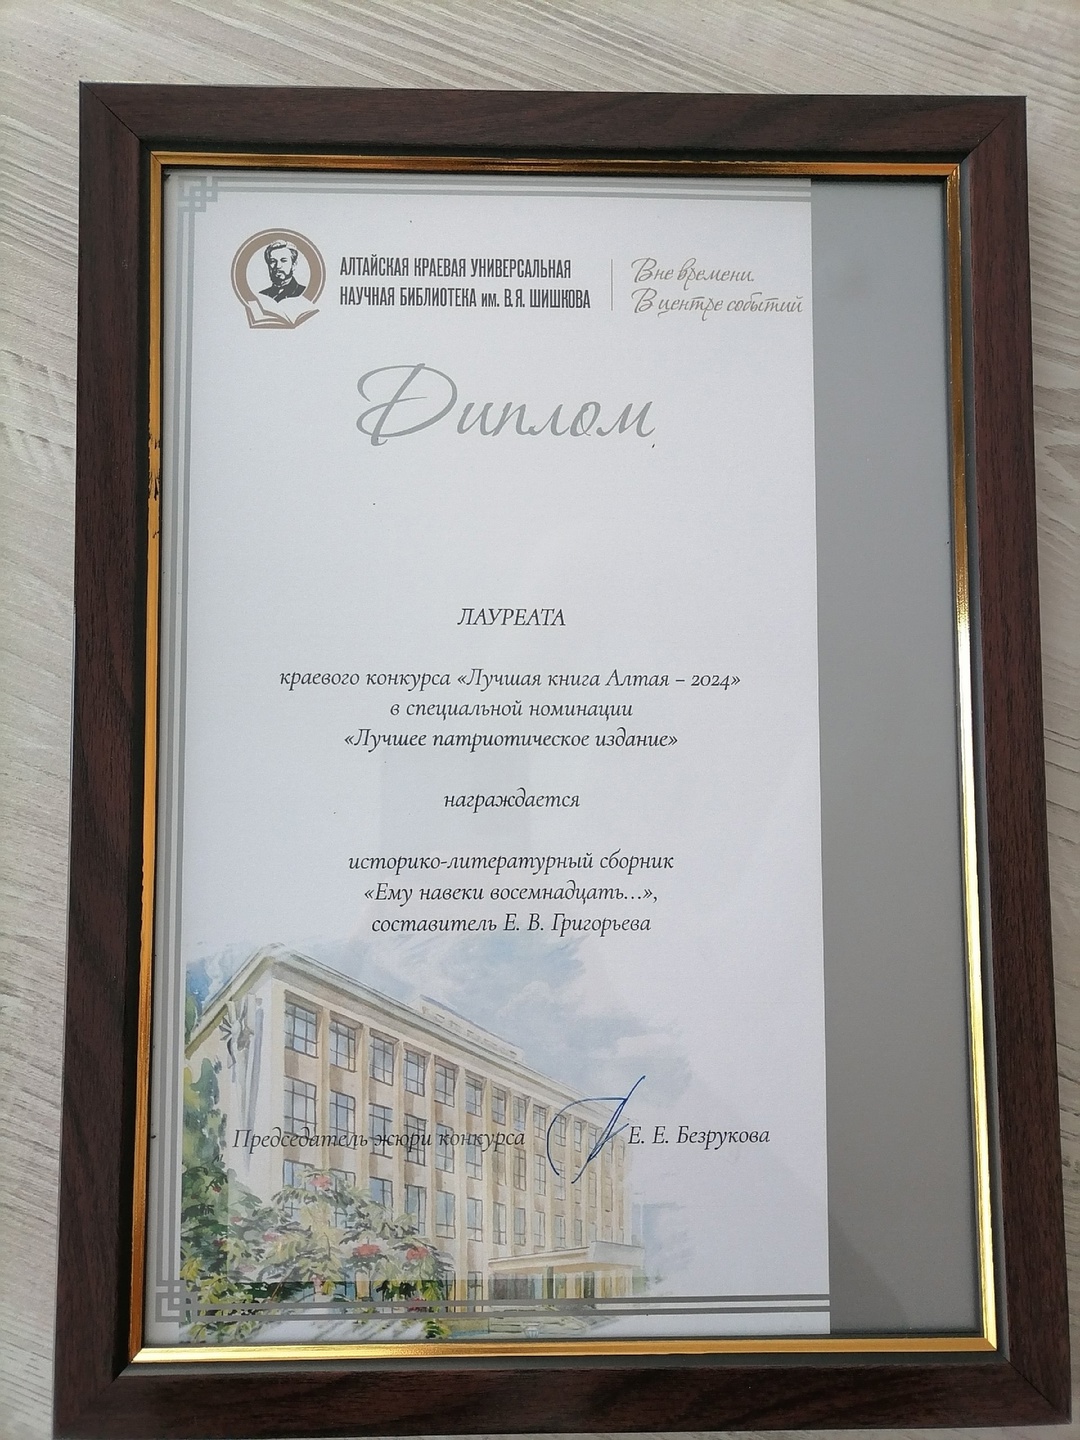 АЛТАЙСКАЯ КРАЕВАЯ УНИВЕРСАЛЬНАЯ
НАУЧНАЯ БИБЛИОТЕКА им. В.Я. ШИШКОВА
Вне времени.
В центре событий
Диплом
ЛАУРЕАТА
краевого конкурса «Лучшая книга Алтая – 2024»
в специальной номинации
«Лучшее патриотическое издание»
награждается
историко-литературный сборник
«Ему навеки восемнадцать...»,
составитель Е. В. Григорьева
Председатель жюри конкурса Е. Е. Безрукова